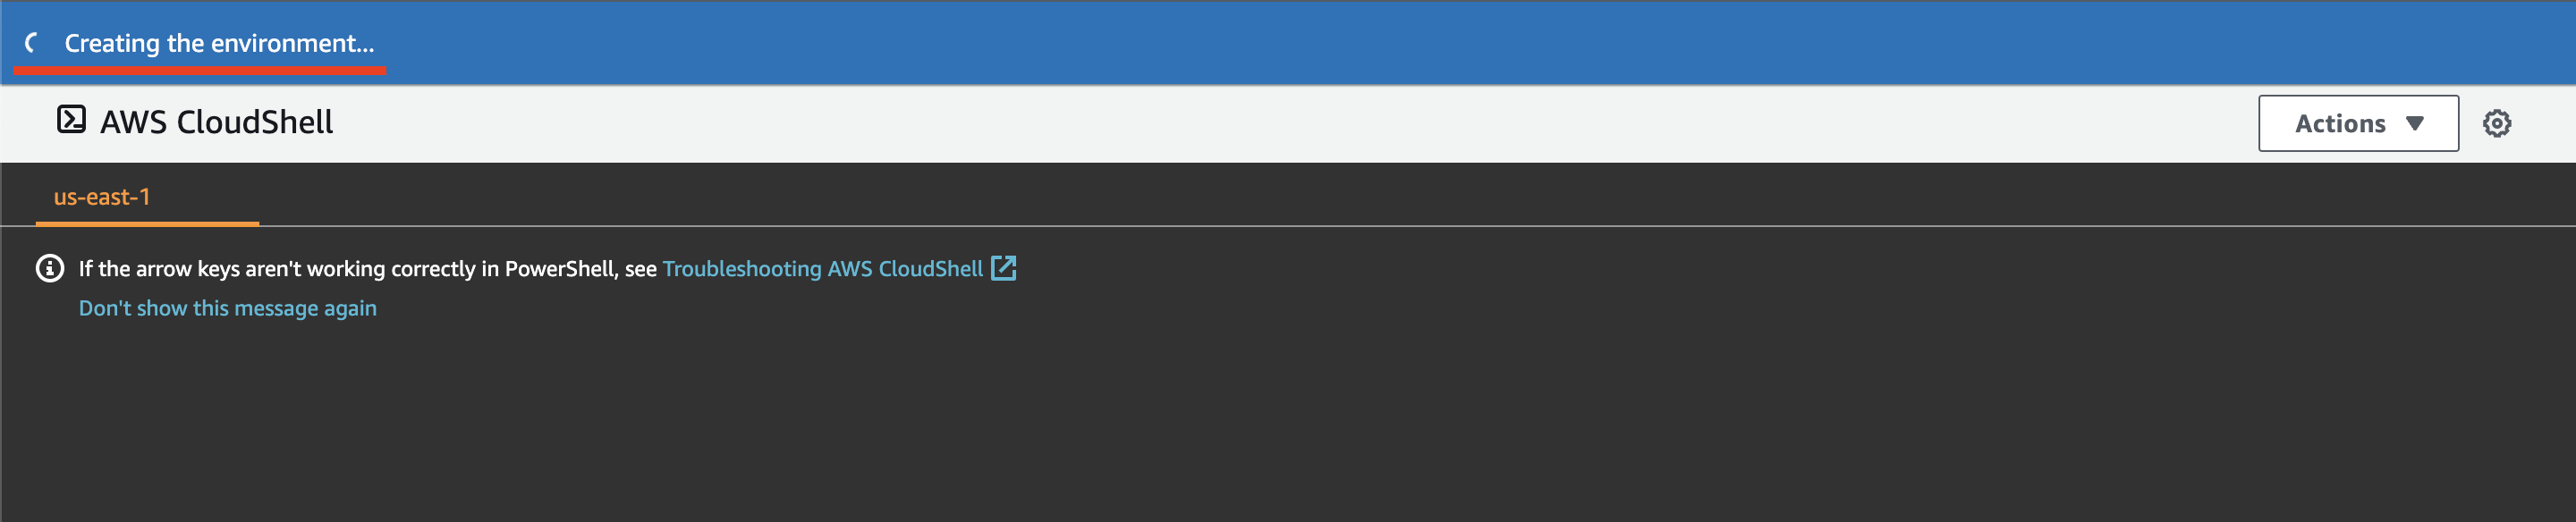 Creating the environment...
AWS CloudShell
Actions
us-east-1
If the arrow keys aren't working correctly in PowerShell, see Troubleshooting AWS CloudShell
Don't show this message again